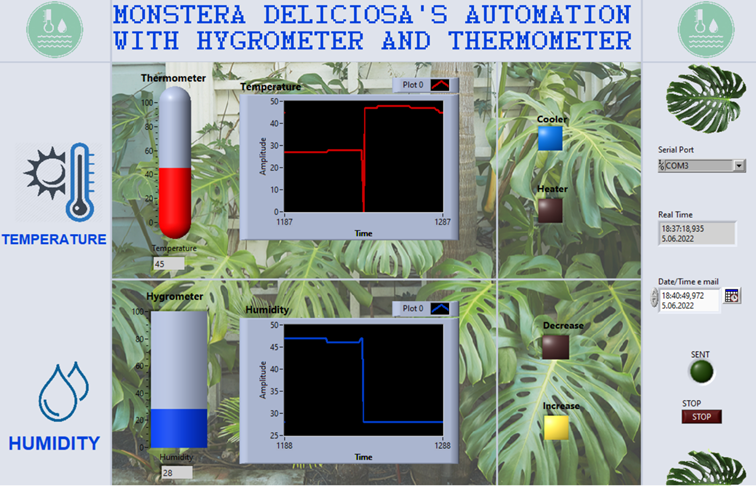 MONSTERA DELICIOSA'S AUTOMATION
WITH HYGROMETER AND THERMOMETER
Thermometer
100
80
60
40
20
0
Temperature
45
Temperature
Plot 0
50
40
30
20
10
0
Amplitude
1187
1287
Time
Cooler
Heater
TEMPERATURE
Serial Port
COM3
Real Time
18:37:18,935
5.06.2022
Date/Time e mail
18:40:49,972
5.06.2022
SENT
STOP
STOP
Hygrometer
100
80
60
40
20
0
Humidity
28
Humidity
Plot 0
50
45
40
35
30
25
Amplitude
1188
1288
Time
Decrease
Increase
HUMIDITY